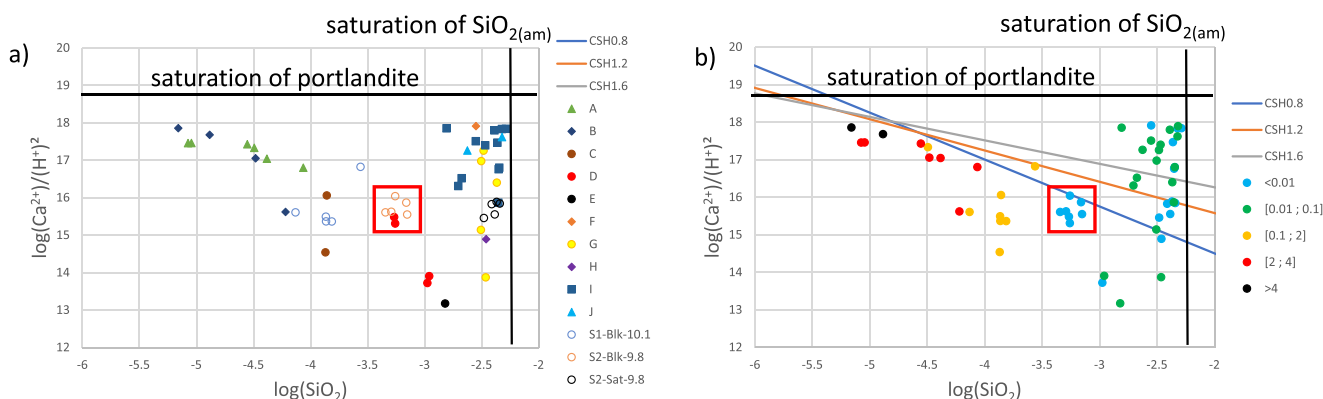 a)
saturation of SiO2(am)
saturation of portlandite
log(Ca²⁺)/(H⁺)²
20
19
18
17
16
15
14
13
12
-6
-5.5
-5
-4.5
-4
-3.5
-3
-2.5
-2
log(SiO₂)
CSH0.8
CSH1.2
CSH1.6
A
B
C
D
E
F
G
H
I
J
S1-Blk-10.1
S2-Blk-9.8
S2-Sat-9.8
b)
saturation of SiO2(am)
saturation of portlandite
log(Ca²⁺)/(H⁺)²
20
19
18
17
16
15
14
13
12
-6
-5.5
-5
-4.5
-4
-3.5
-3
-2.5
-2
log(SiO₂)
CSH0.8
CSH1.2
CSH1.6
<0.01
[0.01 ; 0.1]
[0.1 ; 2]
[2 ; 4]
>4